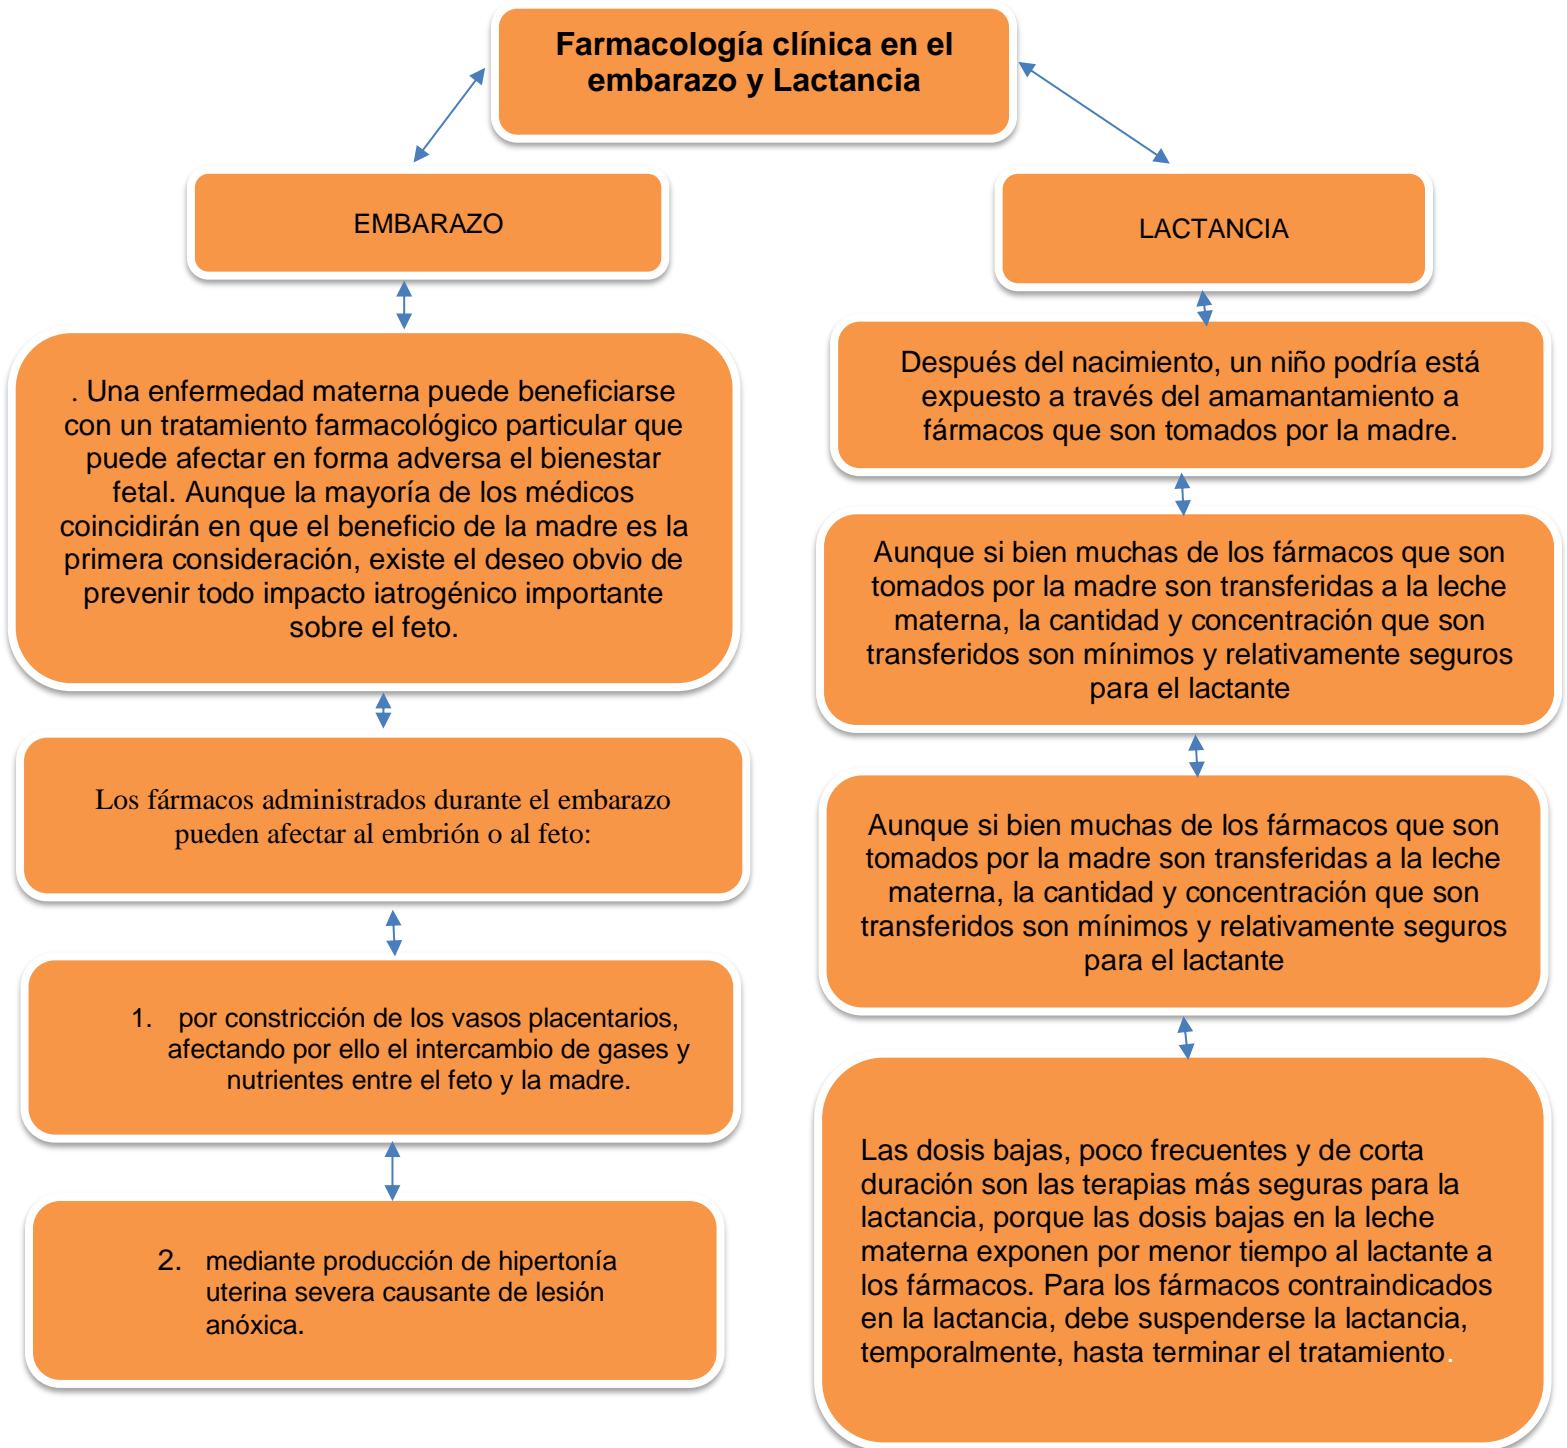 Farmacología clínica en el
embarazo y Lactancia
EMBARAZO
. Una enfermedad materna puede beneficiarse
con un tratamiento farmacológico particular que
puede afectar en forma adversa el bienestar
fetal. Aunque la mayoría de los médicos
coincidirán en que el beneficio de la madre es la
primera consideración, existe el deseo obvio de
prevenir todo impacto iatrogénico importante
sobre el feto.
Los fármacos administrados durante el embarazo
pueden afectar al embrión o al feto:
1. por constricción de los vasos placentarios,
afectando por ello el intercambio de gases y
nutrientes entre el feto y la madre.
2. mediante producción de hipertonía
uterina severa causante de lesión
anóxica.
LACTANCIA
Después del nacimiento, un niño podría está
expuesto a través del amamantamiento a
fármacos que son tomados por la madre.
Aunque si bien muchas de los fármacos que son
tomados por la madre son transferidas a la leche
materna, la cantidad y concentración que son
transferidos son mínimos y relativamente seguros
para el lactante
Aunque si bien muchas de los fármacos que son
tomados por la madre son transferidas a la leche
materna, la cantidad y concentración que son
transferidos son mínimos y relativamente seguros
para el lactante
Las dosis bajas, poco frecuentes y de corta
duración son las terapias más seguras para la
lactancia, porque las dosis bajas en la leche
materna exponen por menor tiempo al lactante a
los fármacos. Para los fármacos contraindicados
en la lactancia, debe suspenderse la lactancia,
temporalmente, hasta terminar el tratamiento.